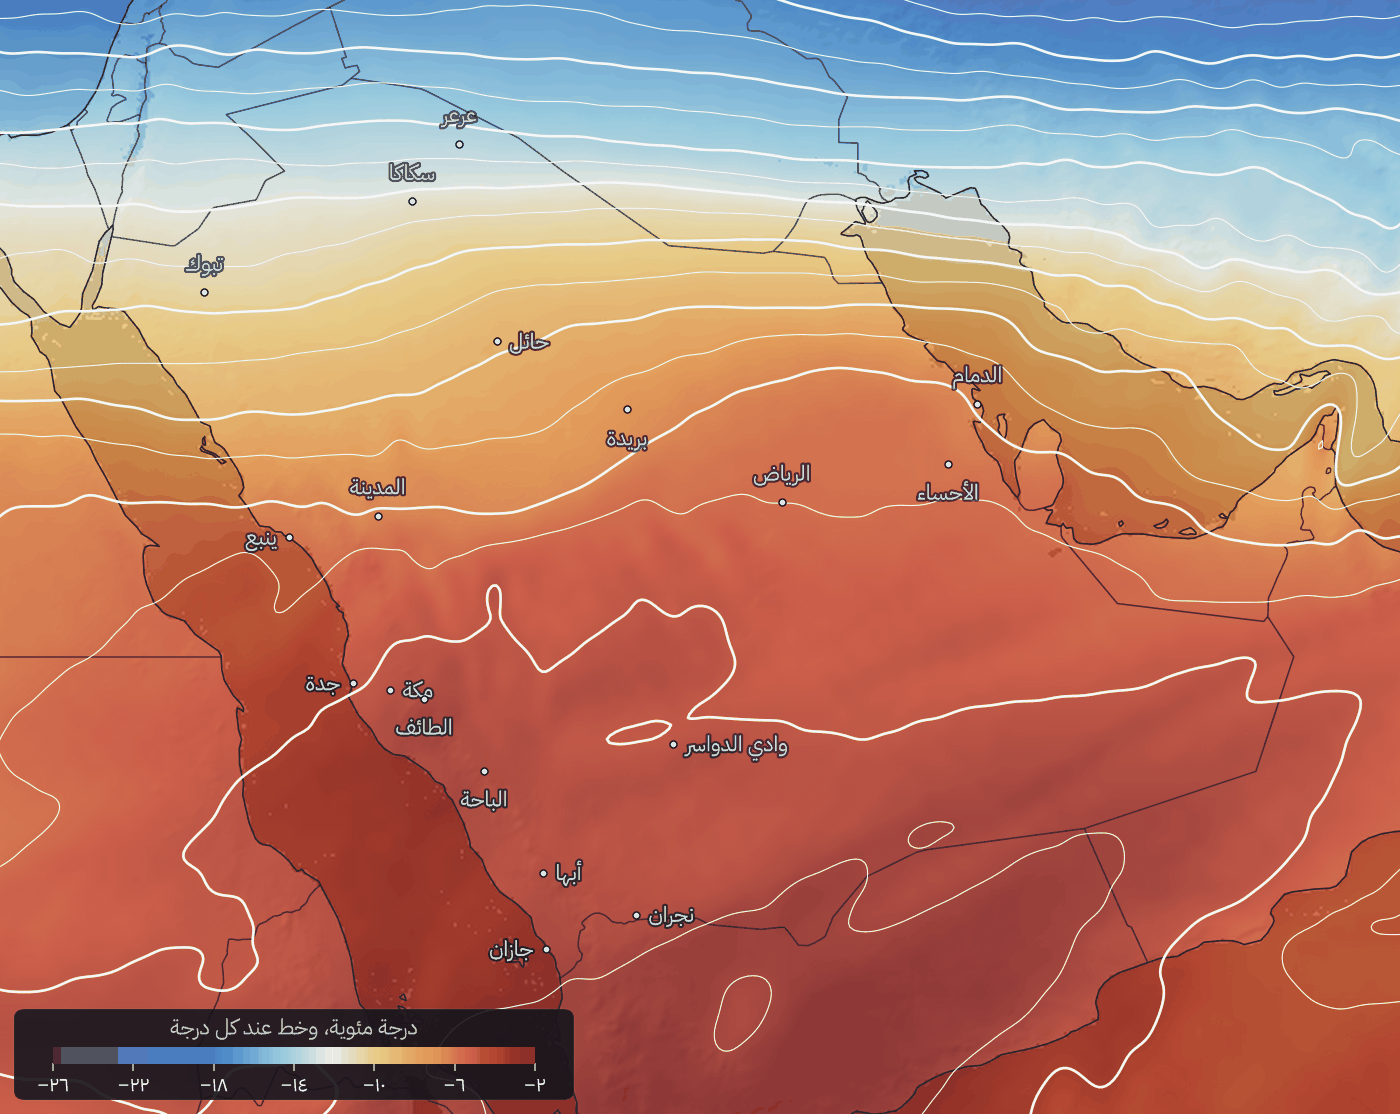 عرعر
سكاكا
تبوك
حائل
الدمام
بريدة
الرياض
المدينة
الأحساء
ينبع
جدة
مكة
الطائف
وادي الدواسر
الباحة
أبها
نجران
جازان
درجة مئوية، وخط عند كل درجة
−٢٦ −٢٢ −١٨ −١٤ −١٠ −٦ −٢